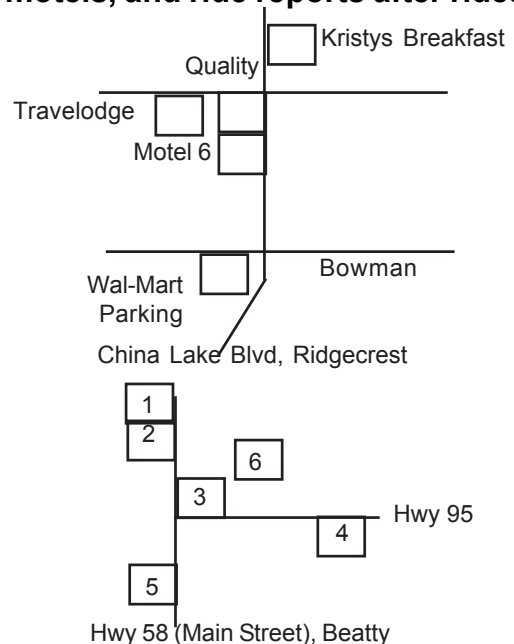 motels, and ride reports after rides
Kristys Breakfast
Quality
Travelodge
Motel 6
Bowman
Wal-Mart
Parking
China Lake Blvd, Ridgecrest
1
2
6
3
Hwy 95
4
5
Hwy 58 (Main Street), Beatty